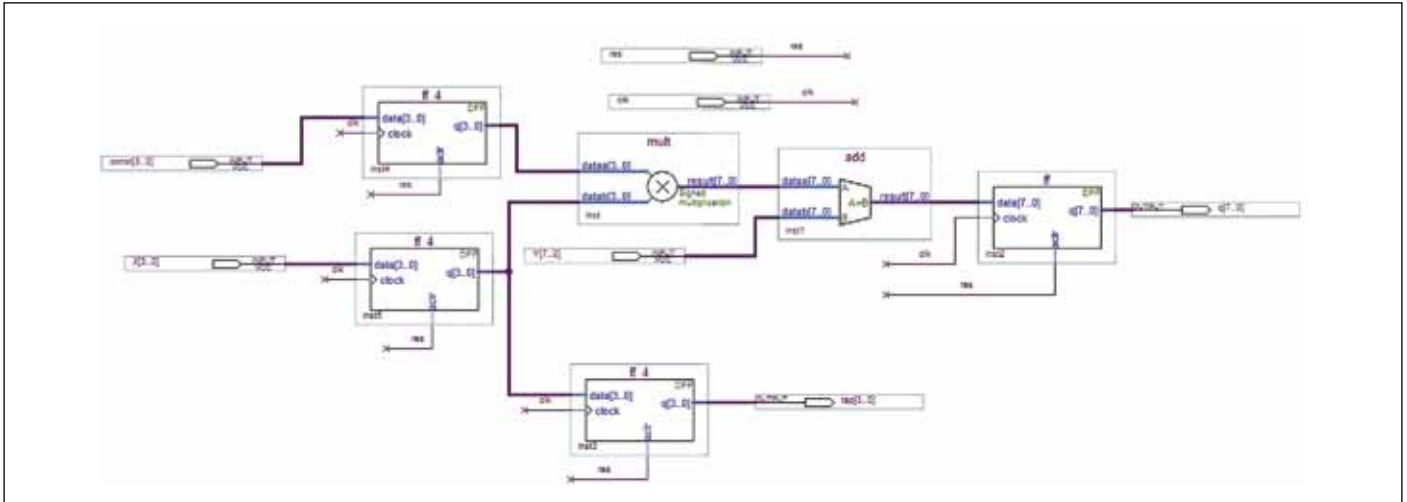 res INPUT VCC res
clk INPUT VCC clk
ff 4
DFF
data[3..0]
q[3..0]
clk
clock
aclr
inst4
res
INPUT VCC
mult
dataa[3..0]
datab[3..0]
result[7..0]
Signed
multiplication
inst
add
dataa[7..0]
A
A+B
datab[7..0]
B
result[7..0]
inst1
ff
DFF
data[7..0]
q[7..0]
clock
aclr
inst2
clk
res
OUTPUT q[7..0]
X[3..0] INPUT VCC
ff 4
DFF
data[3..0]
q[3..0]
clk
clock
aclr
inst5
res
Y[7..0] INPUT VCC
ff 4
DFF
data[3..0]
q[3..0]
clk
clock
aclr
inst3
res
OUTPUT